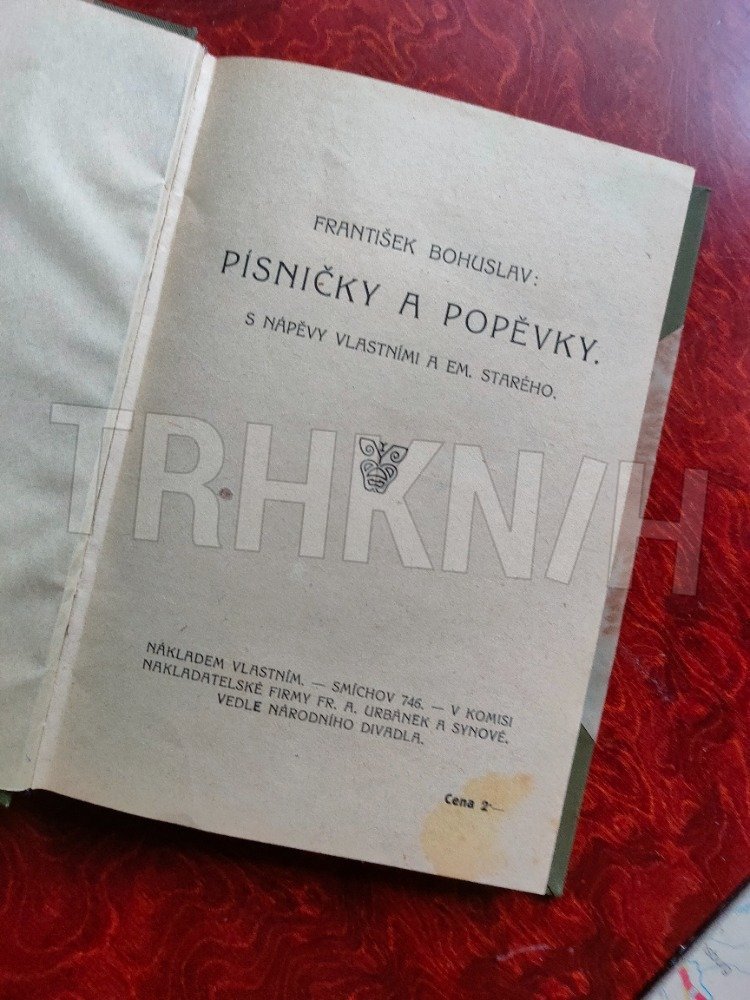 FRANTIŠEK BOHUSLAV:
PÍSNIČKY A POPĚVKY.
S NÁPĚVY VLASTNÍMI A EM. STARÉHO.
TRHKNIH
NÁKLADEM VLASTNÍM. — SMÍCHOV 746. — V KOMISI
NAKLADATELSKÉ FIRMY FR. A. URBÁNEK A SYNOVÉ.
VEDLE NÁRODNÍHO DIVADLA.
Cena 2·—